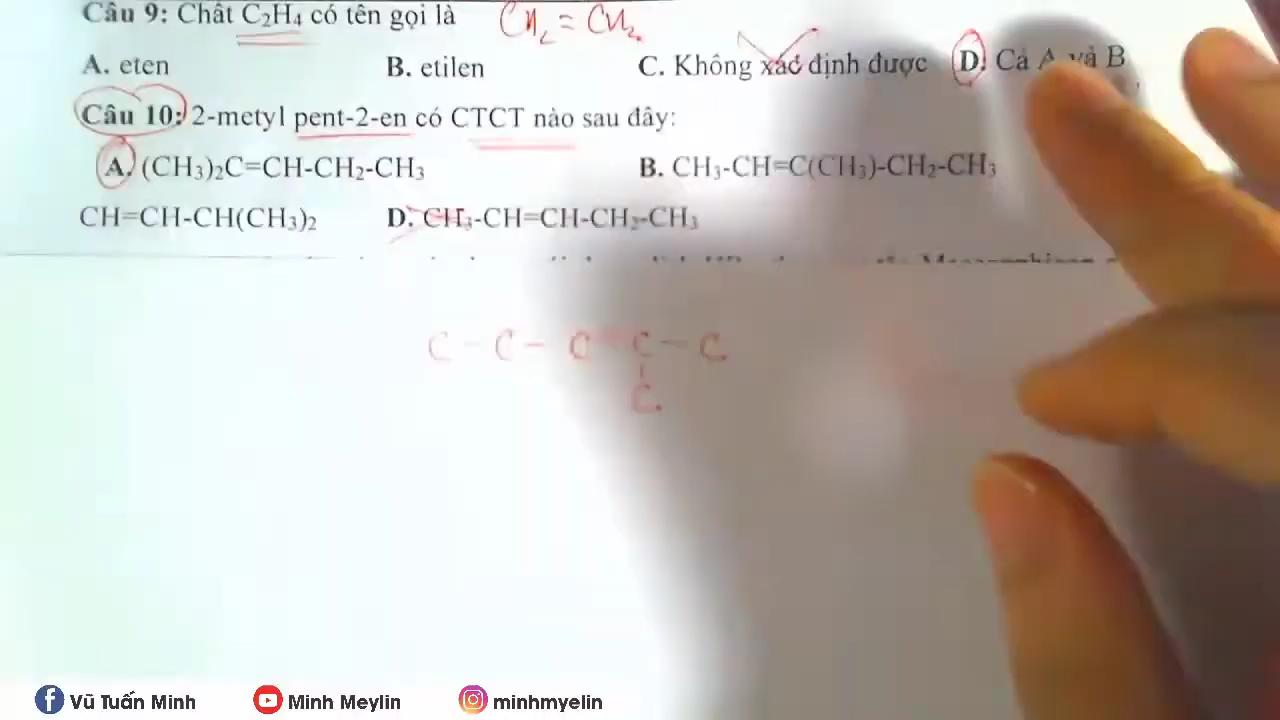 Câu 9: Chất C₂H₄ có tên gọi là CH₂ = CH₂
A. eten B. etilen C. Không xác định được D. Cả A và B
Câu 10: 2-metyl pent-2-en có CTCT nào sau đây:
A. (CH₃)₂C=CH-CH₂-CH₃ B. CH₃-CH=C(CH₃)-CH₂-CH₃
CH=CH-CH(CH₃)₂ D. CH₃-CH=CH-CH₂-CH₃
C - C - C = C - C
C
Vũ Tuấn Minh Minh Meylin minhmyelin